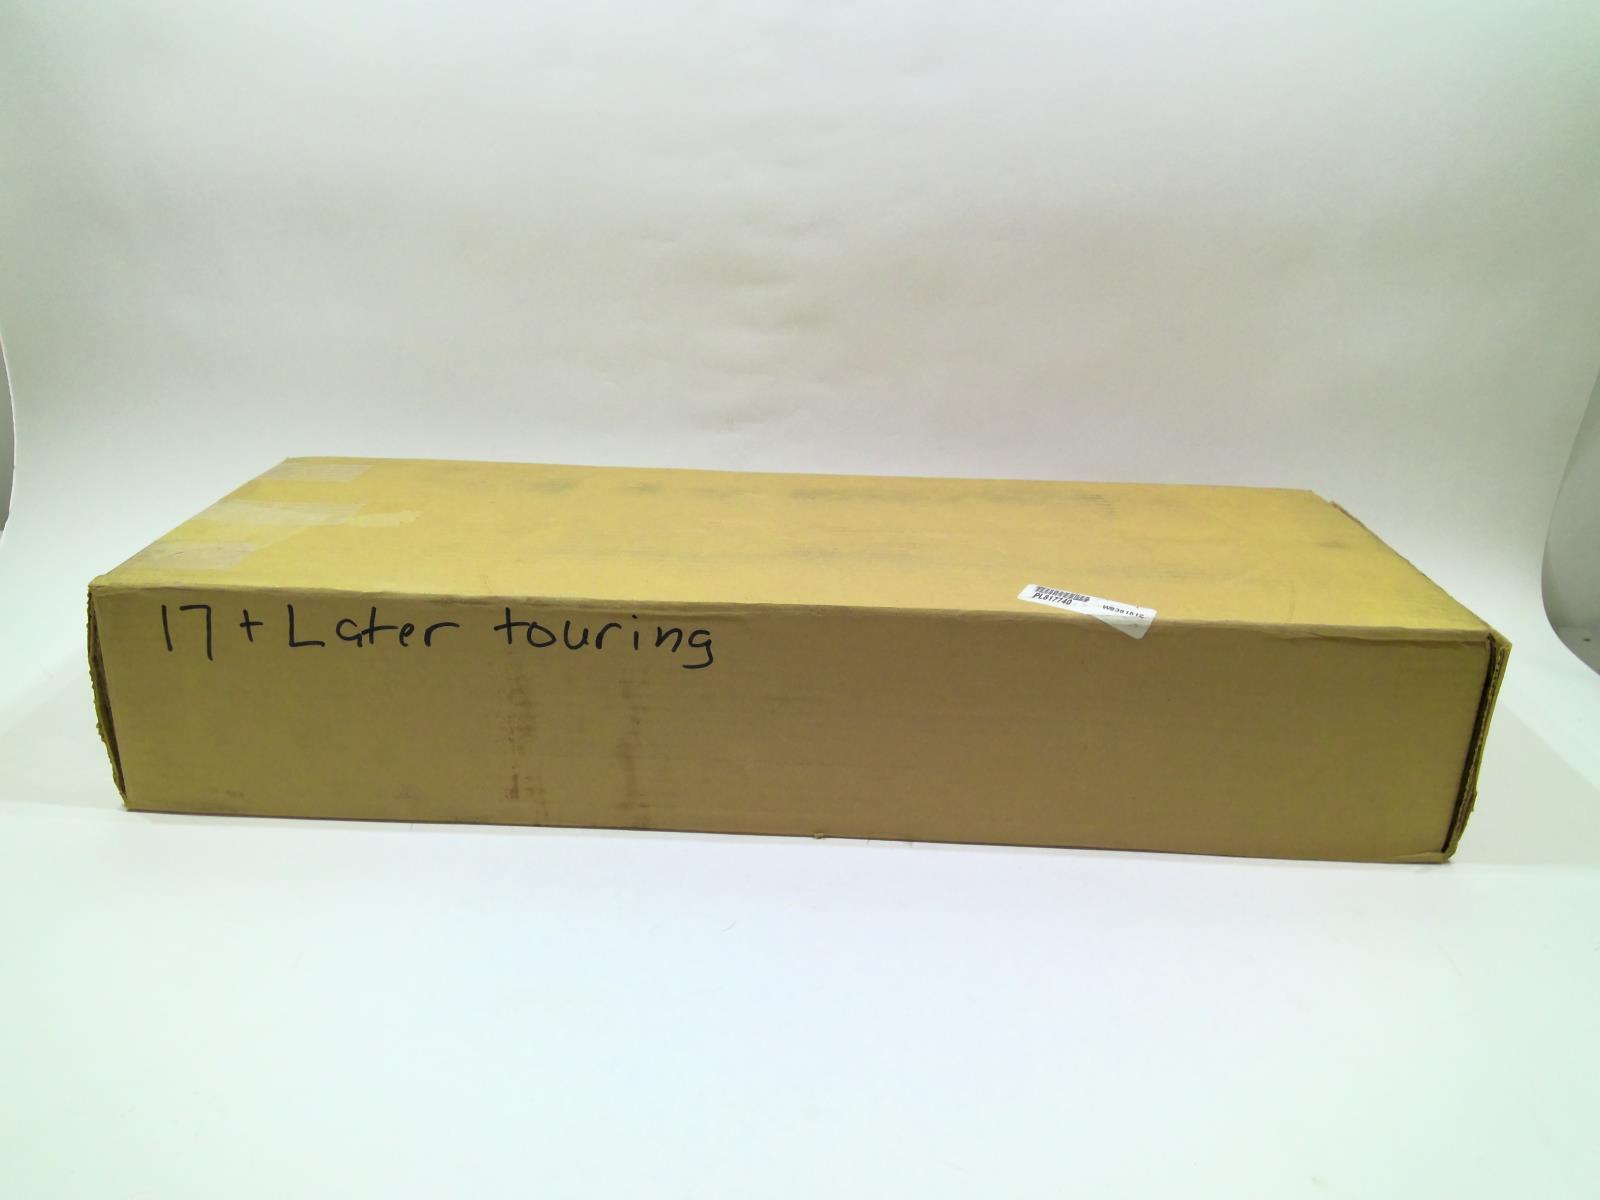 PL817740
17 + Later touring